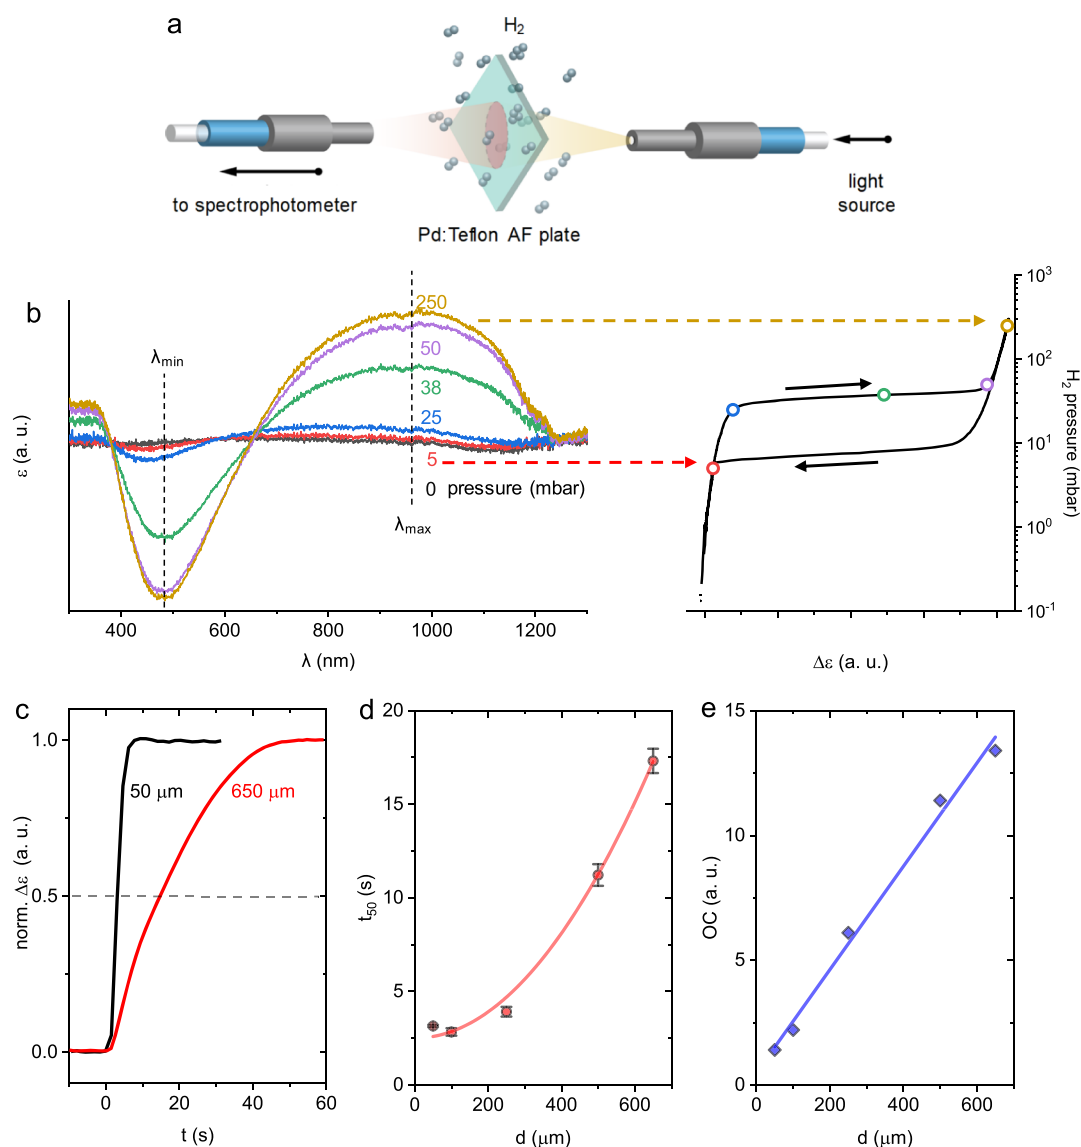 a
H2
to spectrophotometer
light
source
Pd:Teflon AF plate
b
ε (a. u.)
λmin
250
50
38
25
5
0 pressure (mbar)
λmax
400 600 800 1000 1200
λ (nm)
10^3
10^2
10^1
10^0
10^-1
H2 pressure (mbar)
Δε (a. u.)
c
norm. Δε (a. u.)
1.0
0.5
0.0
50 μm
650 μm
0 20 40 60
t (s)
d
t50 (s)
20
15
10
5
0
0 200 400 600
d (μm)
e
OC (a. u.)
15
10
5
0
0 200 400 600
d (μm)